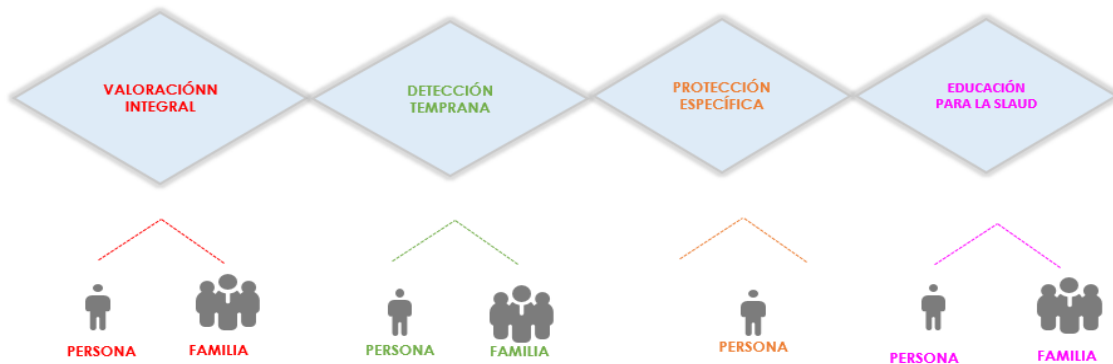 VALORACIÓNN
INTEGRAL
DETECCIÓN
TEMPRANA
PROTECCIÓN
ESPECÍFICA
EDUCACIÓN
PARA LA SLAUD
PERSONA
FAMILIA
PERSONA
FAMILIA
PERSONA
PERSONA
FAMILIA